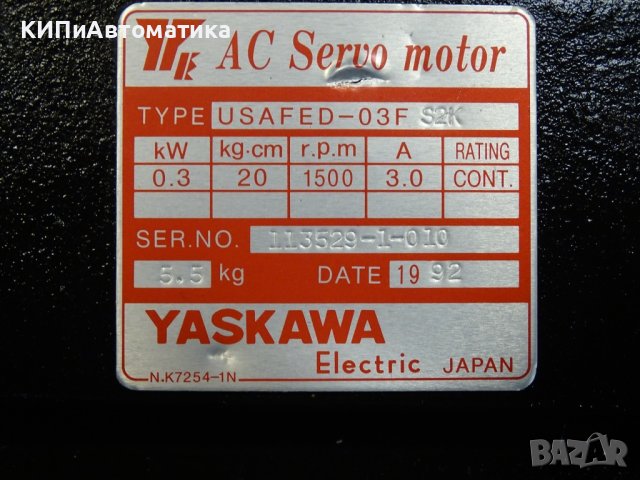 КИПиАвтоматика
YE AC Servo motor
TYPE USAFED-03F S2K
kW kg·cm r.p.m A RATING
0.3 20 1500 3.0 CONT.
SER.NO. 113529-1-010
5.5 kg DATE 19 92
YASKAWA
Electric JAPAN
N.K7254-1N
BAZAR